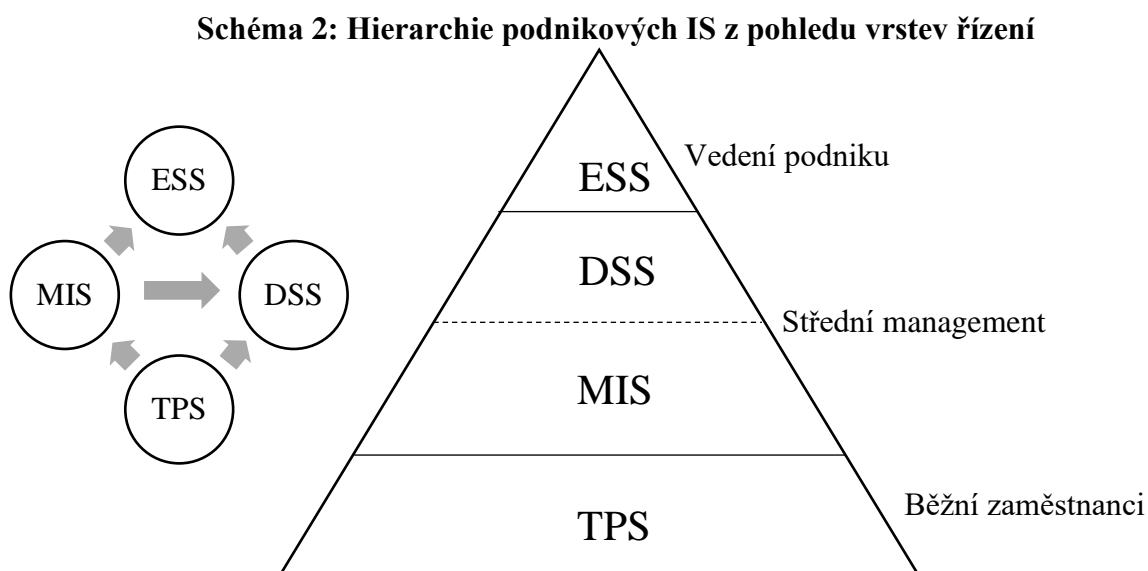 Schéma 2: Hierarchie podnikových IS z pohledu vrstev řízení
ESS
MIS
DSS
TPS
ESS
Vedení podniku
DSS
Střední management
MIS
TPS
Běžní zaměstnanci